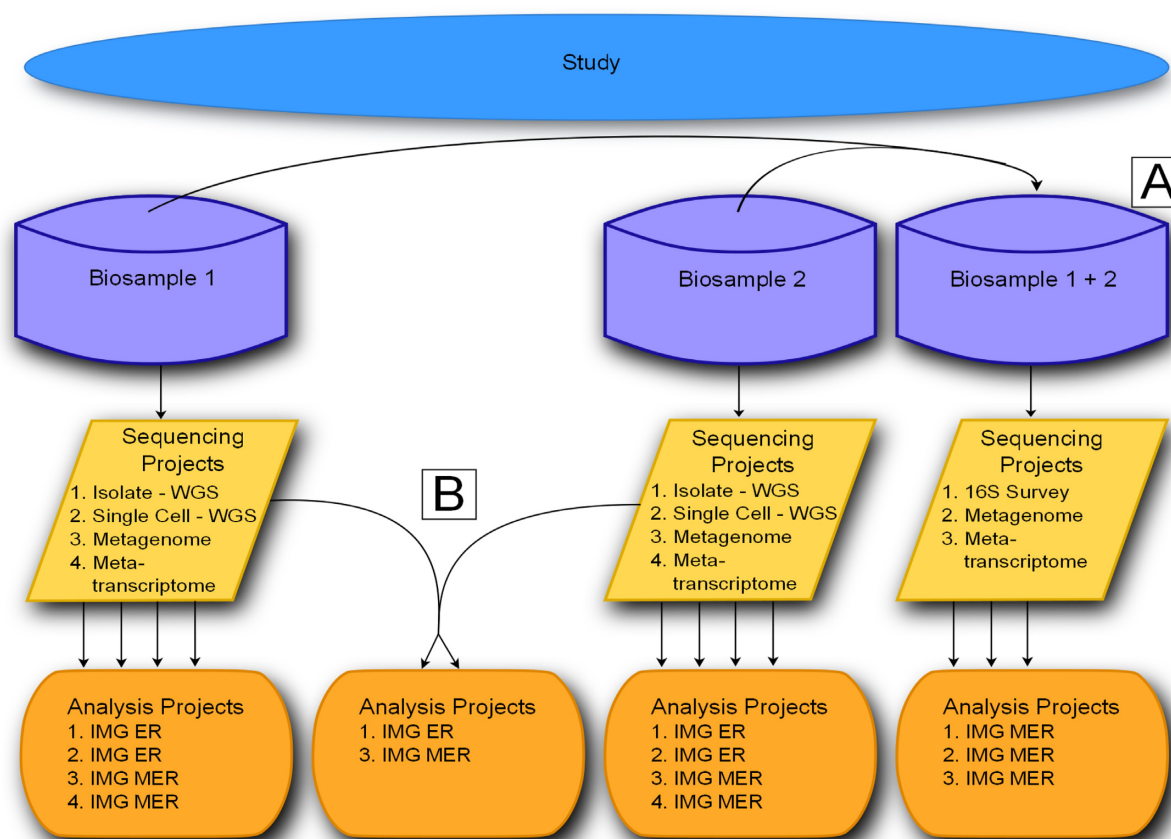 Study
A
Biosample 1
Biosample 2
Biosample 1 + 2
Sequencing
Projects
1. Isolate - WGS
2. Single Cell - WGS
3. Metagenome
4. Meta-
transcriptome
B
Sequencing
Projects
1. Isolate - WGS
2. Single Cell - WGS
3. Metagenome
4. Meta-
transcriptome
Sequencing
Projects
1. 16S Survey
2. Metagenome
3. Meta-
transcriptome
Analysis Projects
1. IMG ER
2. IMG ER
3. IMG MER
4. IMG MER
Analysis Projects
1. IMG ER
3. IMG MER
Analysis Projects
1. IMG ER
2. IMG ER
3. IMG MER
4. IMG MER
Analysis Projects
1. IMG MER
2. IMG MER
3. IMG MER